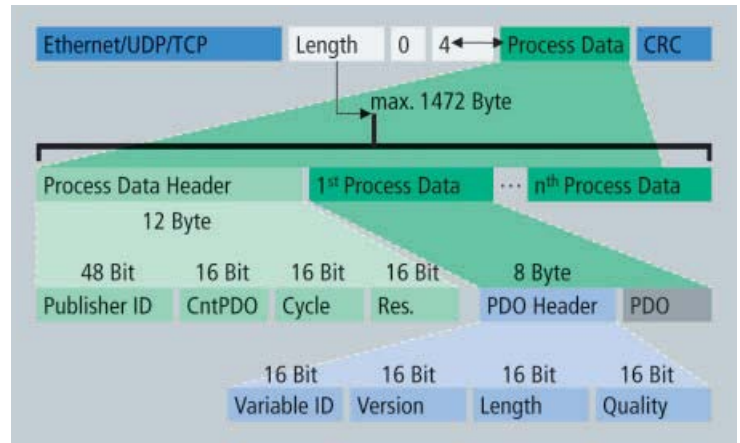 Ethernet/UDP/TCP Length 0 4 Process Data CRC
max. 1472 Byte
Process Data Header 1st Process Data ... nth Process Data
12 Byte
48 Bit 16 Bit 16 Bit 16 Bit 8 Byte
Publisher ID CntPDO Cycle Res. PDO Header PDO
16 Bit 16 Bit 16 Bit 16 Bit
Variable ID Version Length Quality